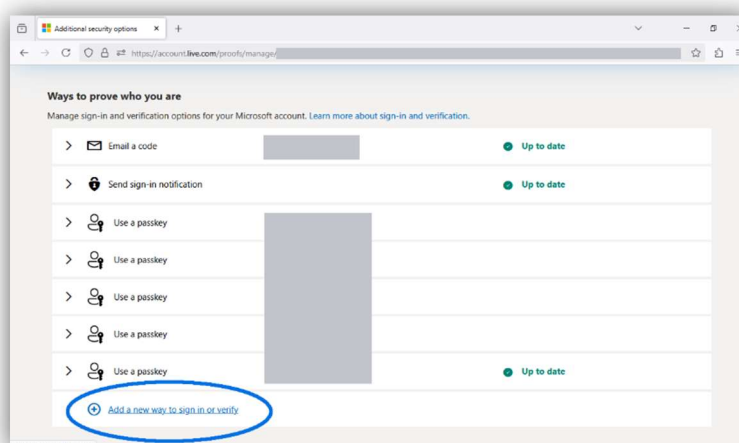 Additional security options
https://account.live.com/proofs/manage/
Ways to prove who you are
Manage sign-in and verification options for your Microsoft account. Learn more about sign-in and verification.
Email a code Up to date
Send sign-in notification Up to date
Use a passkey
Use a passkey
Use a passkey
Use a passkey
Use a passkey Up to date
Add a new way to sign in or verify